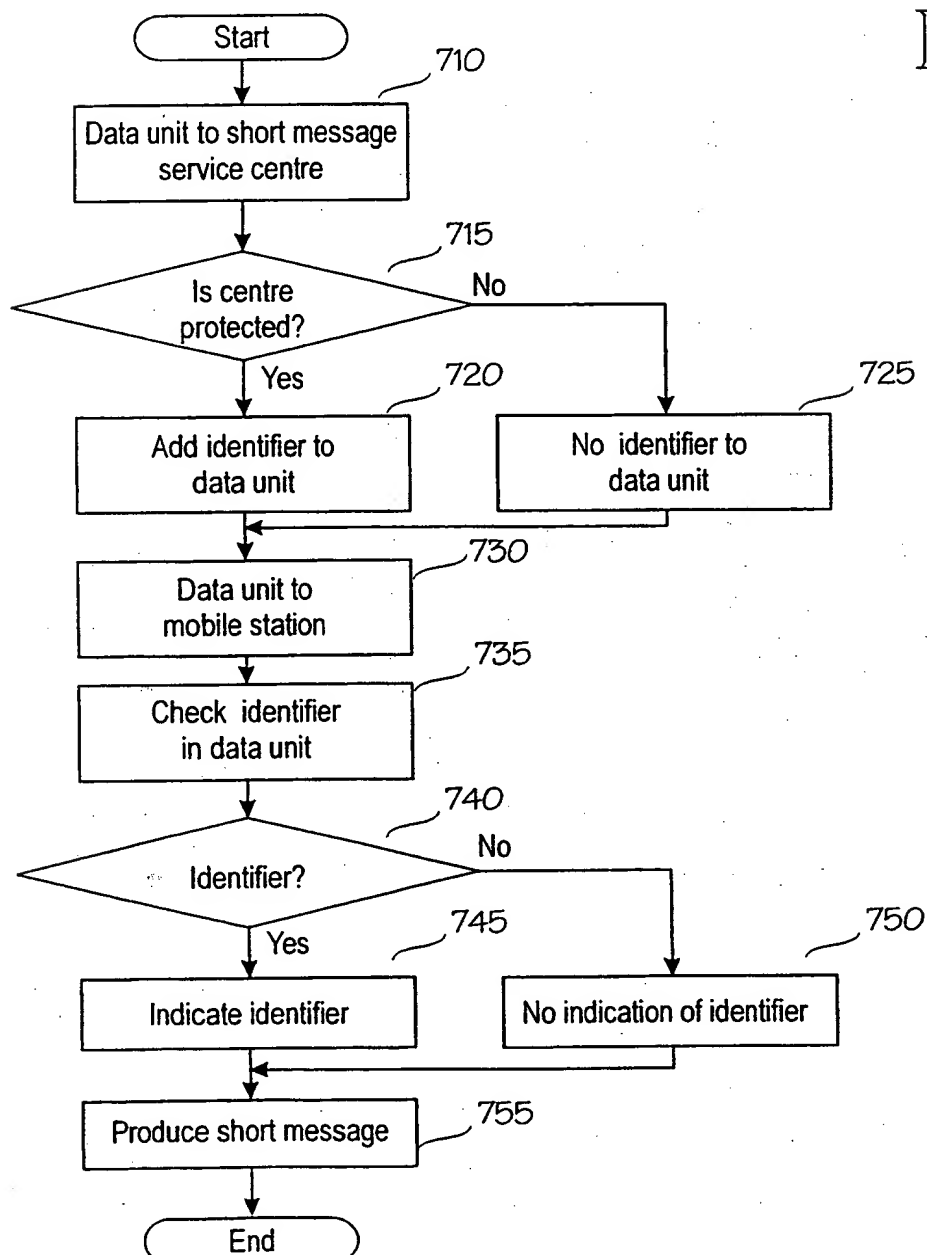 Start
710
Data unit to short message
service centre
715
Is centre
protected?
No
Yes
720
725
Add identifier to
data unit
No identifier to
data unit
730
Data unit to
mobile station
735
Check identifier
in data unit
740
Identifier?
No
Yes
745
750
Indicate identifier
No indication of identifier
Produce short message
755
End